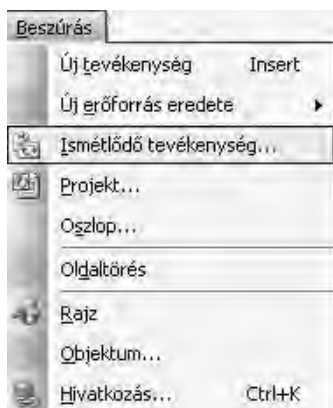 Beszúrás
Új tevékenység Insert
Új erőforrás eredete
Ismétlődő tevékenység...
Projekt...
Oszlop...
Oldaltörés
Rajz
Objektum...
Hivatkozás... Ctrl+K